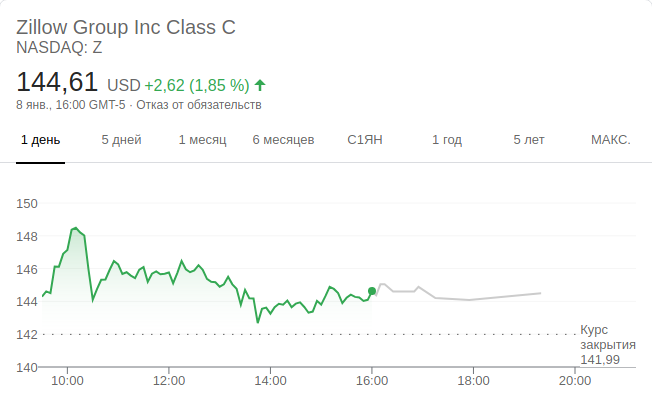 Zillow Group Inc Class C
NASDAQ: Z
144,61 USD +2,62 (1,85 %)
8 янв., 16:00 GMT-5 · Отказ от обязательств
1 день 5 дней 1 месяц 6 месяцев С1ЯН 1 год 5 лет МАКС.
150
148
146
144
142
140
Курс
закрытия
141,99
10:00 12:00 14:00 16:00 18:00 20:00